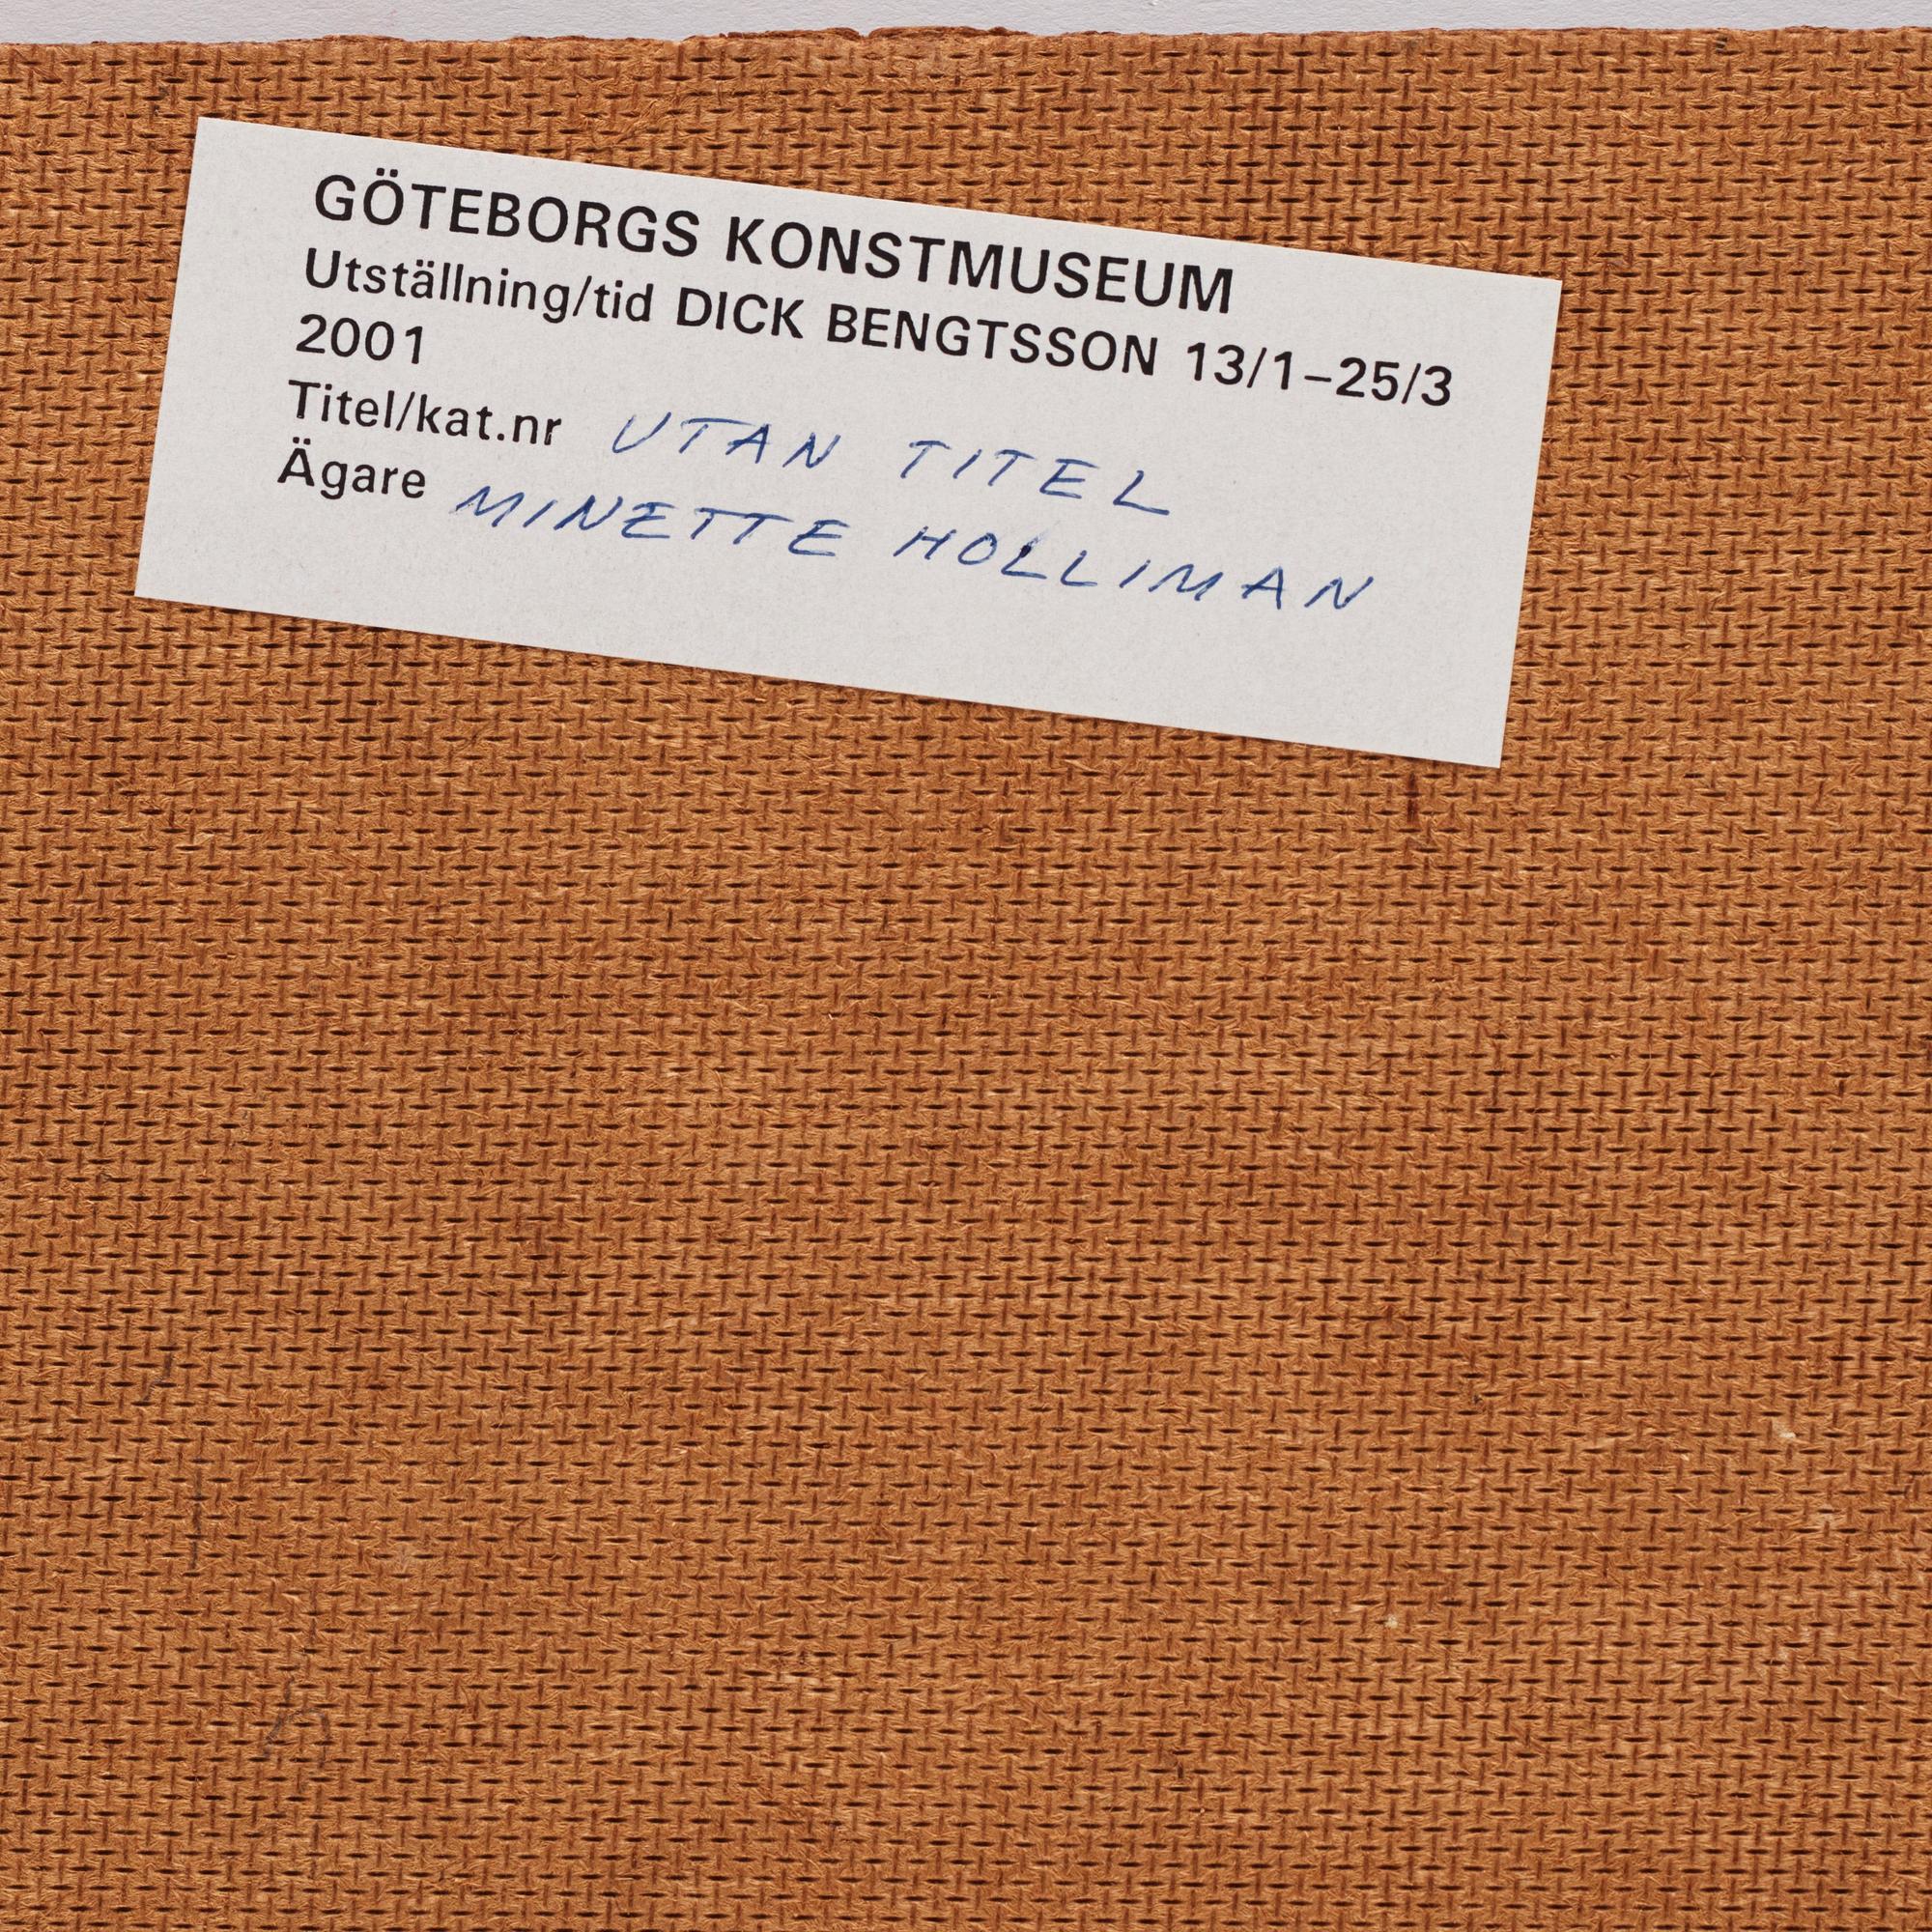 GÖTEBORGS KONSTMUSEUM
Utställning/tid DICK BENGTSSON 13/1–25/3
2001
Titel/kat.nr UTAN TITEL
Ägare MINETTE HOLLIMAN